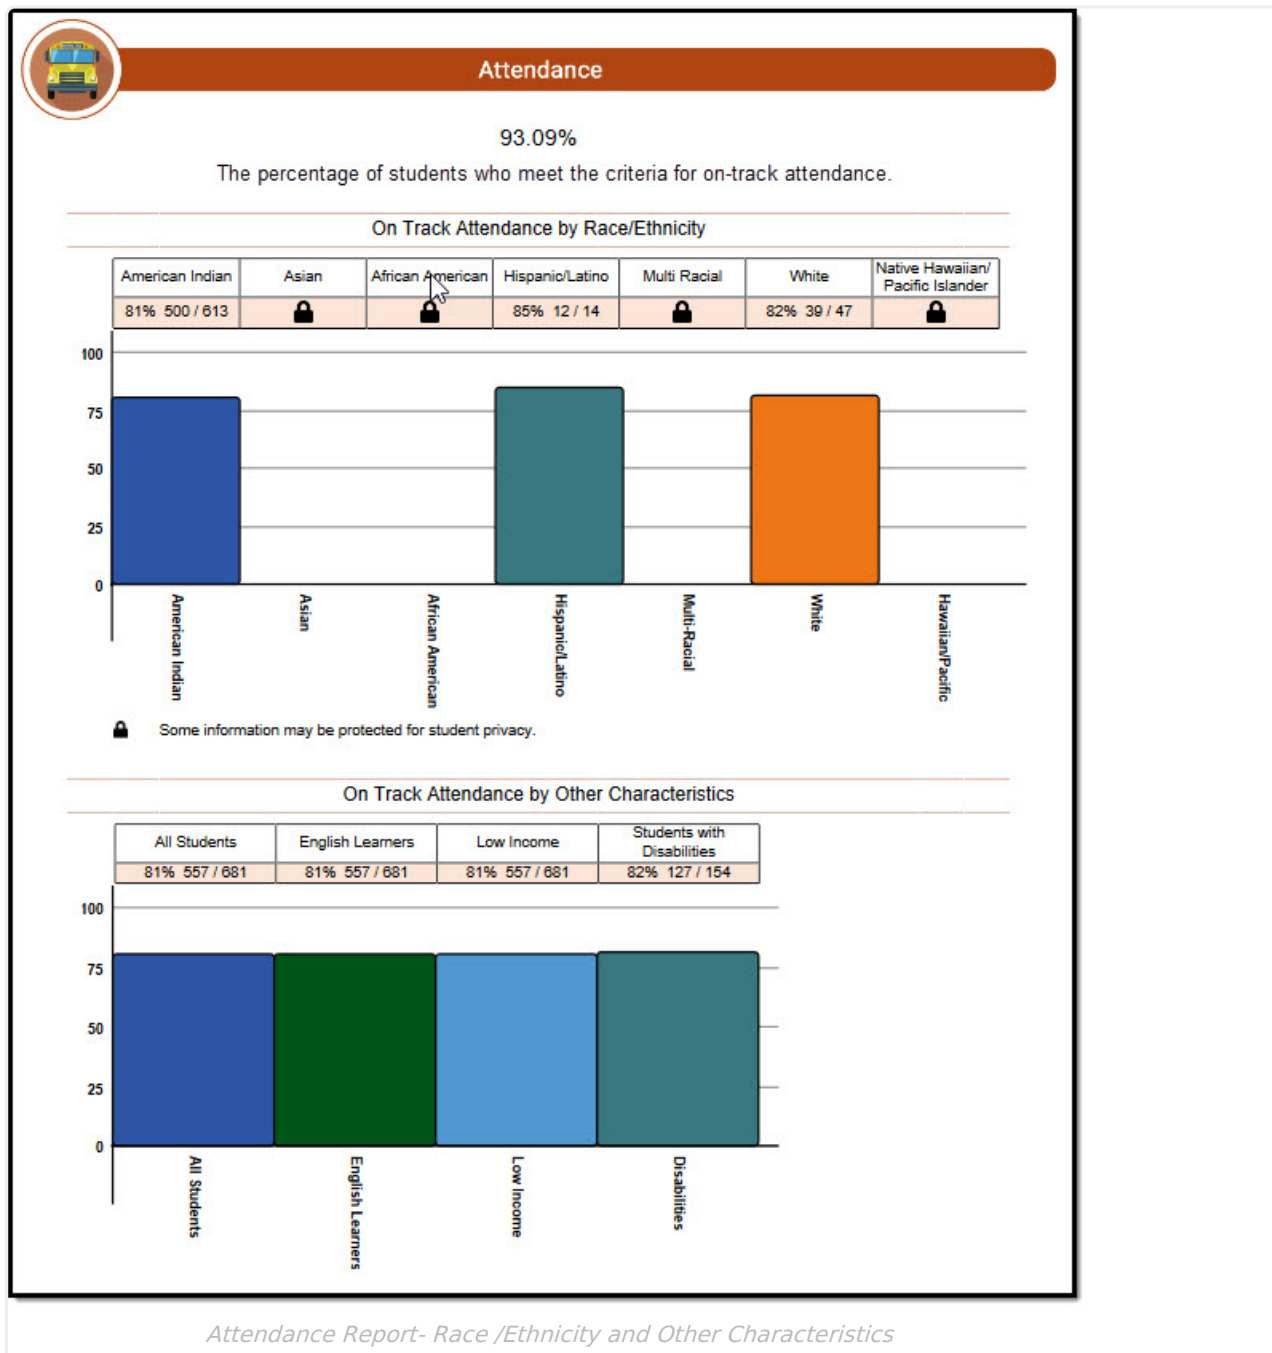 Attendance
93.09%
The percentage of students who meet the criteria for on-track attendance.
On Track Attendance by Race/Ethnicity
American Indian Asian African American Hispanic/Latino Multi Racial White Native Hawaiian/
Pacific Islander
81% 500 / 613 85% 12 / 14 82% 39 / 47
100
75
50
25
0
American Indian
Asian
African American
Hispanic/Latino
Multi-Racial
White
Hawaiian/Pacific
Some information may be protected for student privacy.
On Track Attendance by Other Characteristics
All Students English Learners Low Income Students with
Disabilities
81% 557 / 681 81% 557 / 681 81% 557 / 681 82% 127 / 154
100
75
50
25
0
All Students
English Learners
Low Income
Disabilities
Attendance Report- Race /Ethnicity and Other Characteristics